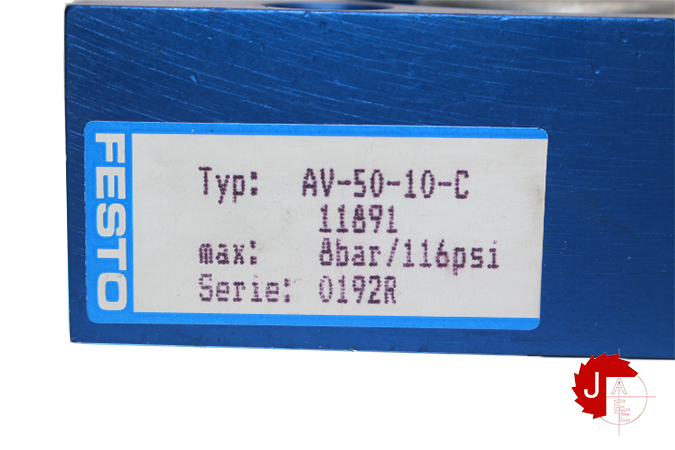 FESTO
Typ: AV-50-10-C
11891
max: 8bar/116psi
Serie: 0192R
J